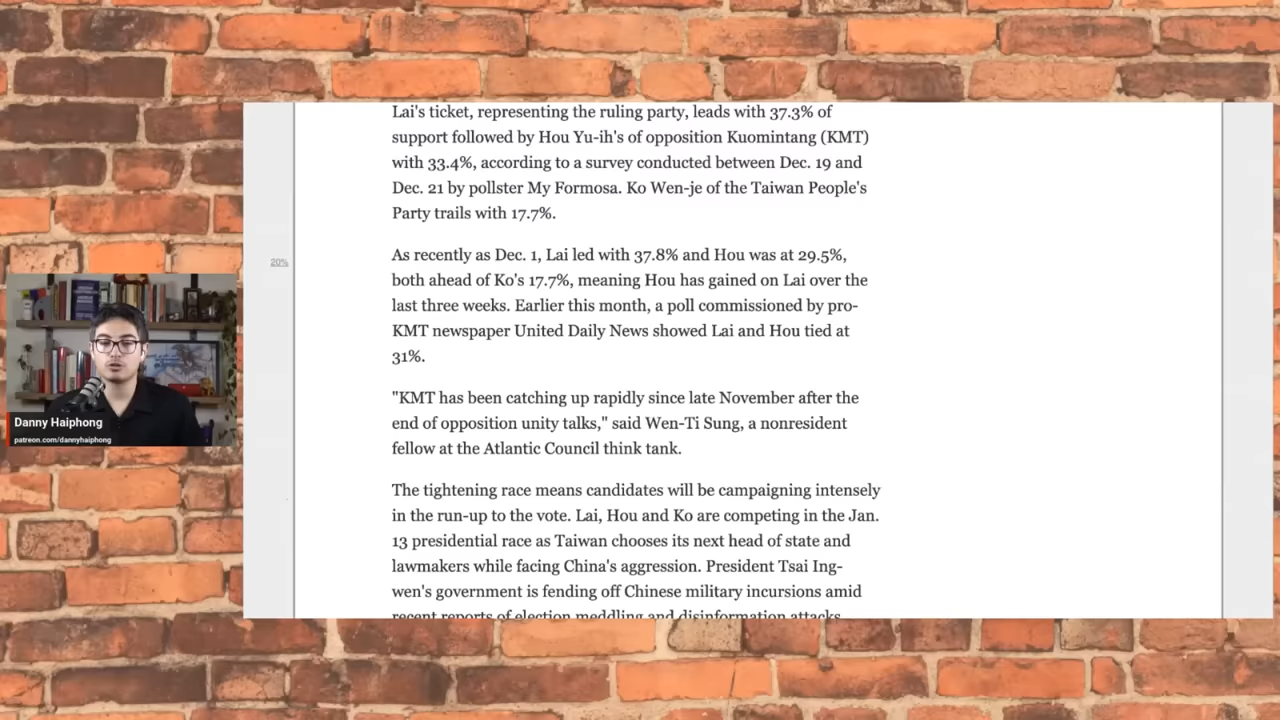 Lai's ticket, representing the ruling party, leads with 37.3% of
support followed by Hou Yu-ih's of opposition Kuomintang (KMT)
with 33.4%, according to a survey conducted between Dec. 19 and
Dec. 21 by pollster My Formosa. Ko Wen-je of the Taiwan People's
Party trails with 17.7%.
As recently as Dec. 1, Lai led with 37.8% and Hou was at 29.5%,
both ahead of Ko's 17.7%, meaning Hou has gained on Lai over the
last three weeks. Earlier this month, a poll commissioned by pro-
KMT newspaper United Daily News showed Lai and Hou tied at
31%.
"KMT has been catching up rapidly since late November after the
end of opposition unity talks," said Wen-Ti Sung, a nonresident
fellow at the Atlantic Council think tank.
The tightening race means candidates will be campaigning intensely
in the run-up to the vote. Lai, Hou and Ko are competing in the Jan.
13 presidential race as Taiwan chooses its next head of state and
lawmakers while facing China's aggression. President Tsai Ing-
wen's government is fending off Chinese military incursions amid
recent reports of election meddling and disinformation attacks
20%
Danny Haiphong
patreon.com/dannyhaiphong